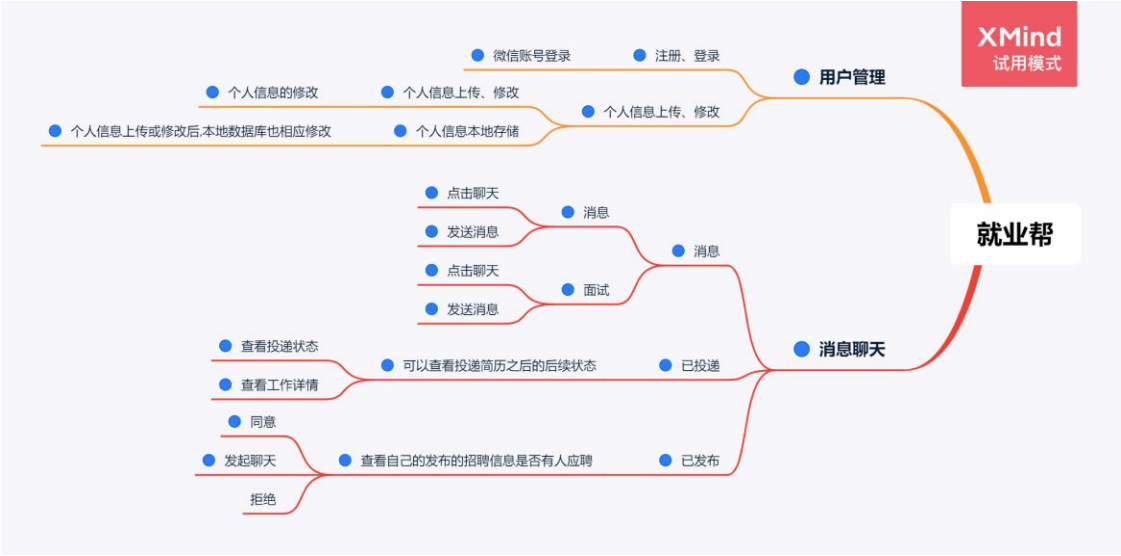 XMind
试用模式
微信账号登录
注册、登录
用户管理
个人信息的修改
个人信息上传、修改
个人信息上传、修改
个人信息上传或修改后,本地数据库也相应修改
个人信息本地存储
点击聊天
消息
发送消息
消息
点击聊天
面试
发送消息
就业帮
查看投递状态
可以查看投递简历之后的后续状态
已投递
消息聊天
查看工作详情
同意
发起聊天
查看自己的发布的招聘信息是否有人应聘
已发布
拒绝